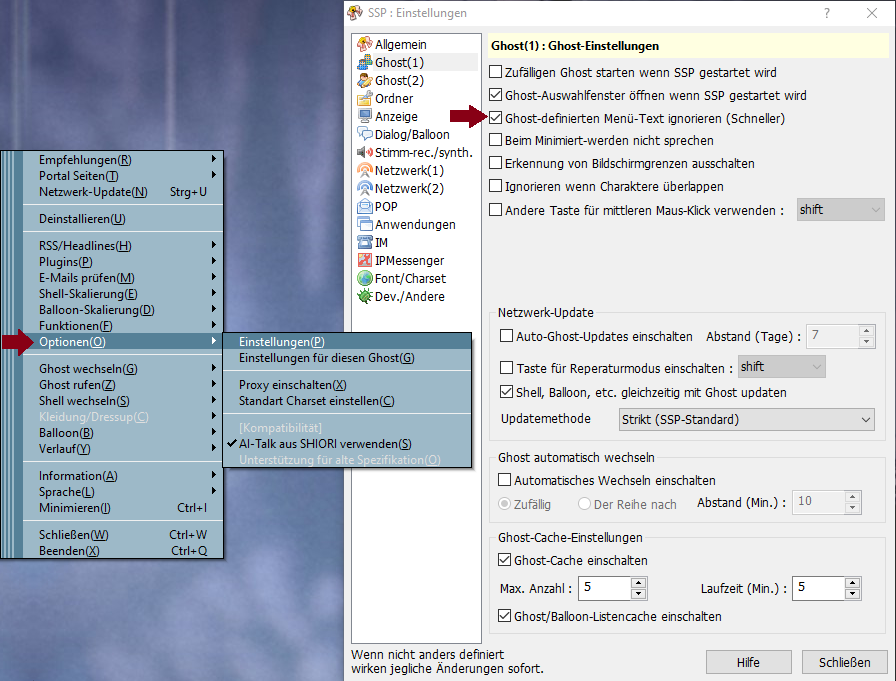 Empfehlungen(R)
Portal Seiten(T)
Netzwerk-Update(N) Strg+U
Deinstallieren(U)
RSS/Headlines(H)
Plugins(P)
E-Mails prüfen(M)
Shell-Skalierung(E)
Balloon-Skalierung(D)
Funktionen(F)
Optionen(O)
Ghost wechseln(G)
Ghost rufen(Z)
Shell wechseln(S)
Kleidung/Dressup(C)
Balloon(B)
Verlauf(Y)
Information(A)
Sprache(L)
Minimieren(I) Ctrl+I
Schließen(W) Ctrl+W
Beenden(X) Ctrl+Q
Einstellungen(P)
Einstellungen für diesen Ghost(G)
Proxy einschalten(X)
Standart Charset einstellen(C)
[Kompatibilität]
AI-Talk aus SHIORI verwenden(S)
Unterstützung für alte Spezifikation(O)
SSP : Einstellungen
Allgemein
Ghost(1)
Ghost(2)
Ordner
Anzeige
Dialog/Balloon
Stimm-rec./synth.
Netzwerk(1)
Netzwerk(2)
POP
Anwendungen
IM
IPMessenger
Font/Charset
Dev./Andere
Ghost(1) : Ghost-Einstellungen
Zufälligen Ghost starten wenn SSP gestartet wird
Ghost-Auswahlfenster öffnen wenn SSP gestartet wird
Ghost-definierten Menü-Text ignorieren (Schneller)
Beim Minimiert-werden nicht sprechen
Erkennung von Bildschirmgrenzen ausschalten
Ignorieren wenn Charaktere überlappen
Andere Taste für mittleren Maus-Klick verwenden : shift
Netzwerk-Update
Auto-Ghost-Updates einschalten Abstand (Tage) : 7
Taste für Reperaturmodus einschalten : shift
Shell, Balloon, etc. gleichzeitig mit Ghost updaten
Updatemethode Strikt (SSP-Standard)
Ghost automatisch wechseln
Automatisches Wechseln einschalten
Zufällig Der Reihe nach Abstand (Min.) : 10
Ghost-Cache-Einstellungen
Ghost-Cache einschalten
Max. Anzahl : 5 Laufzeit (Min.) : 5
Ghost/Balloon-Listencache einschalten
Wenn nicht anders definiert
wirken jegliche Änderungen sofort.
Hilfe Schließen